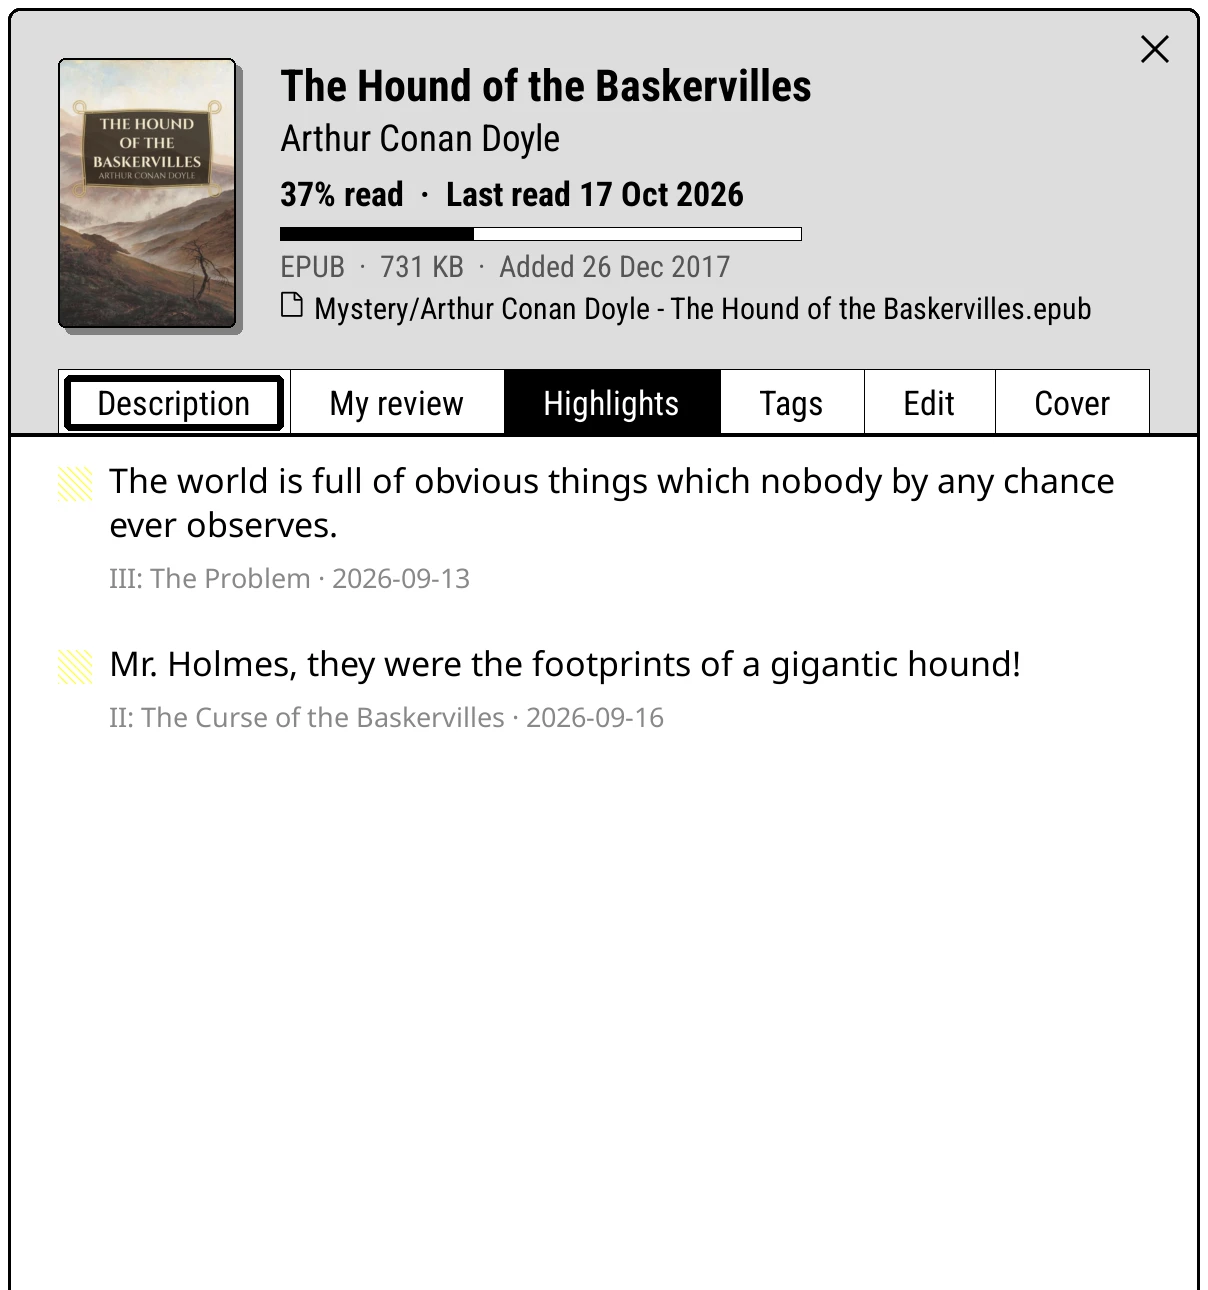 THE HOUND
OF THE
BASKERVILLES
ARTHUR CONAN DOYLE
The Hound of the Baskervilles
Arthur Conan Doyle
37% read · Last read 17 Oct 2026
EPUB · 731 KB · Added 26 Dec 2017
Mystery/Arthur Conan Doyle - The Hound of the Baskervilles.epub
Description My review Highlights Tags Edit Cover
The world is full of obvious things which nobody by any chance
ever observes.
III: The Problem · 2026-09-13
Mr. Holmes, they were the footprints of a gigantic hound!
II: The Curse of the Baskervilles · 2026-09-16